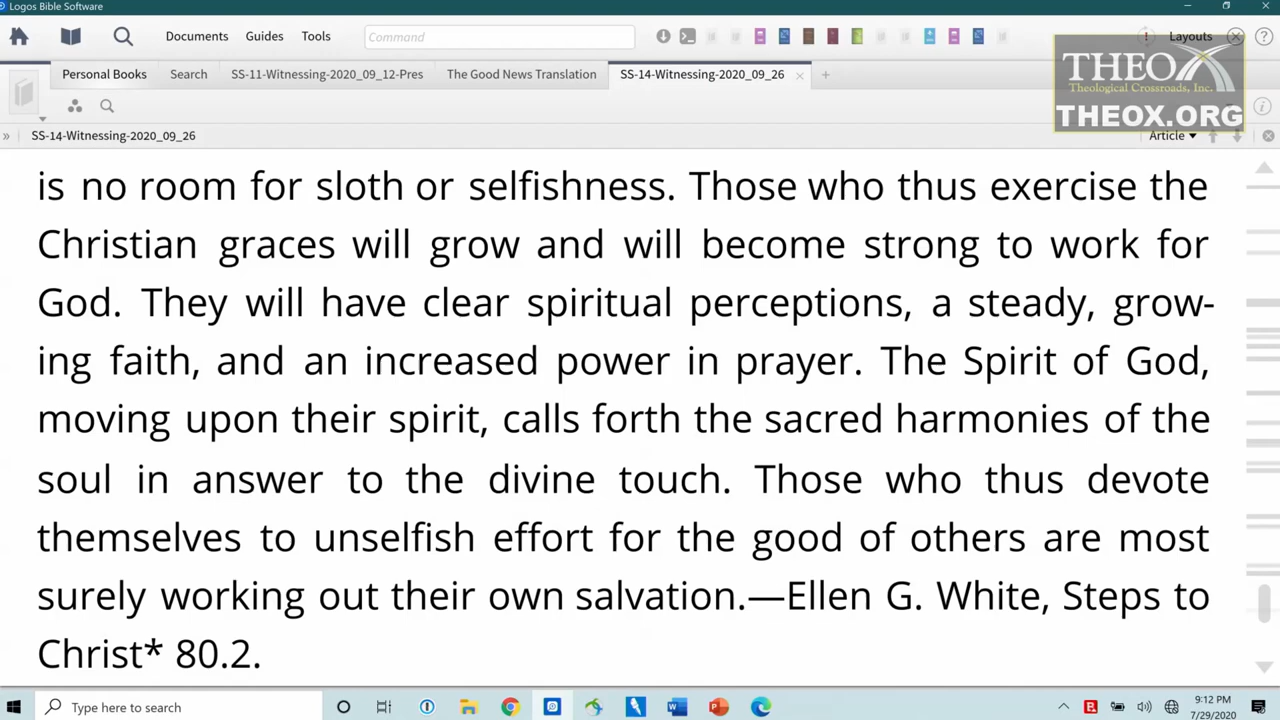 Logos Bible Software
Documents Guides Tools Command Layouts
Personal Books Search SS-11-Witnessing-2020_09_12-Pres The Good News Translation SS-14-Witnessing-2020_09_26
THEOX
Theological Crossroads, Inc.
THEOX.ORG
SS-14-Witnessing-2020_09_26 Article
is no room for sloth or selfishness. Those who thus exercise the
Christian graces will grow and will become strong to work for
God. They will have clear spiritual perceptions, a steady, grow-
ing faith, and an increased power in prayer. The Spirit of God,
moving upon their spirit, calls forth the sacred harmonies of the
soul in answer to the divine touch. Those who thus devote
themselves to unselfish effort for the good of others are most
surely working out their own salvation.—Ellen G. White, Steps to
Christ* 80.2.
Type here to search 9:12 PM
7/29/2020